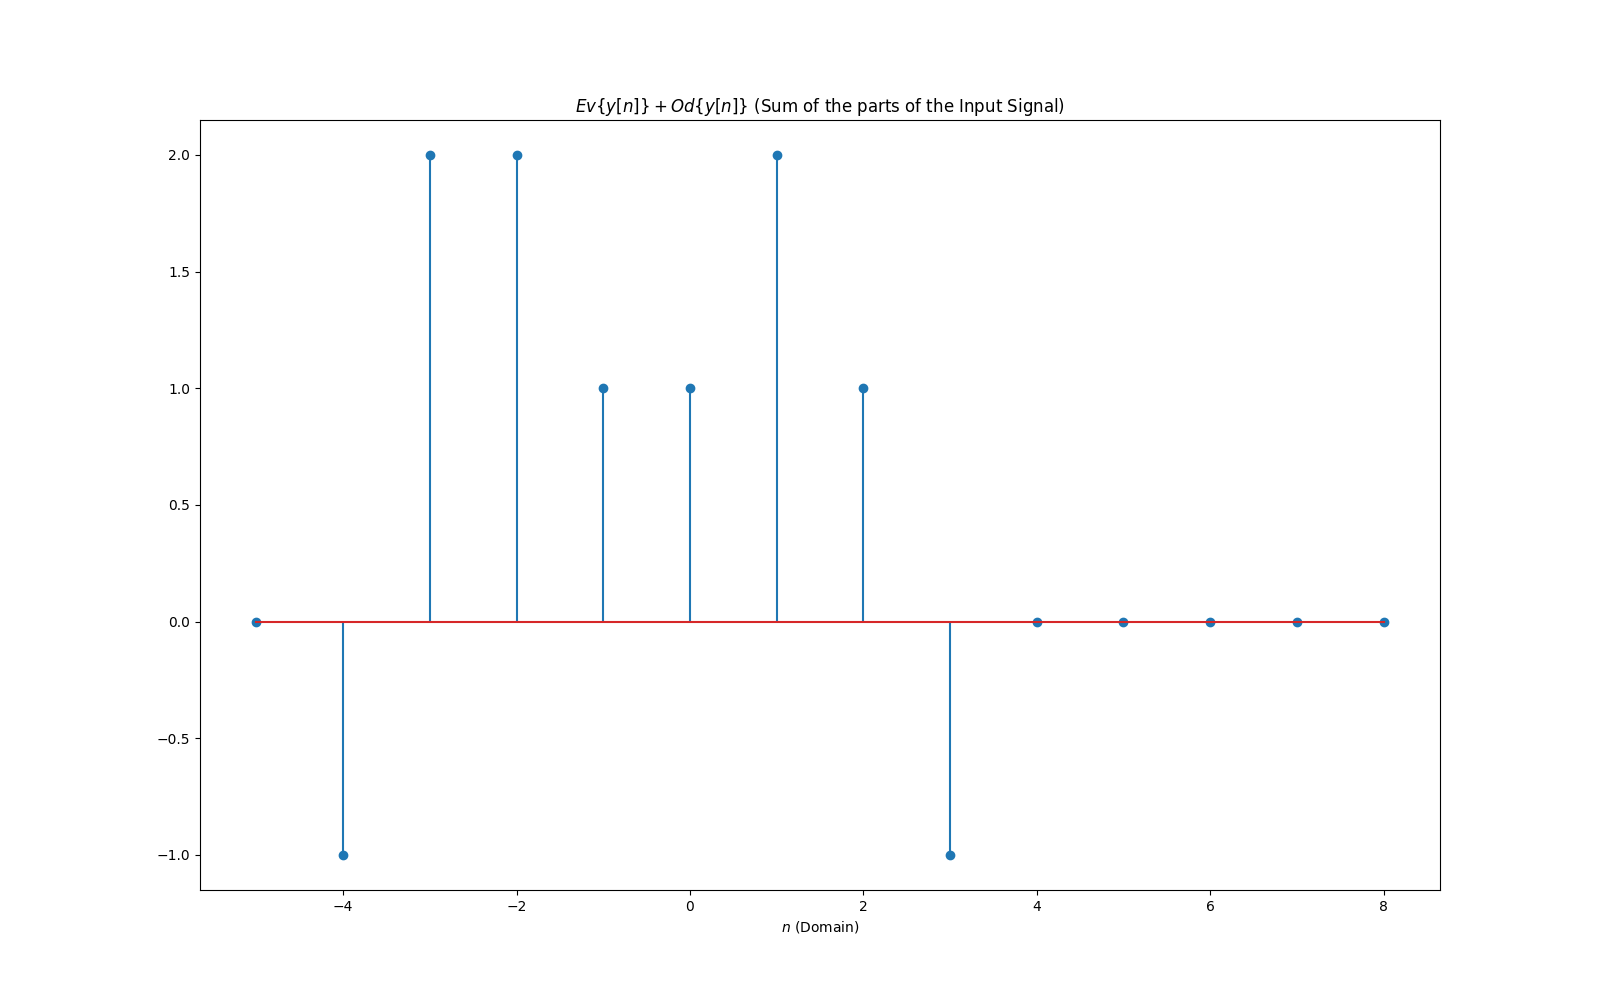 Ev{y[n]} + Od{y[n]} (Sum of the parts of the Input Signal)
2.0
1.5
1.0
0.5
0.0
−0.5
−1.0
−4 −2 0 2 4 6 8
n (Domain)